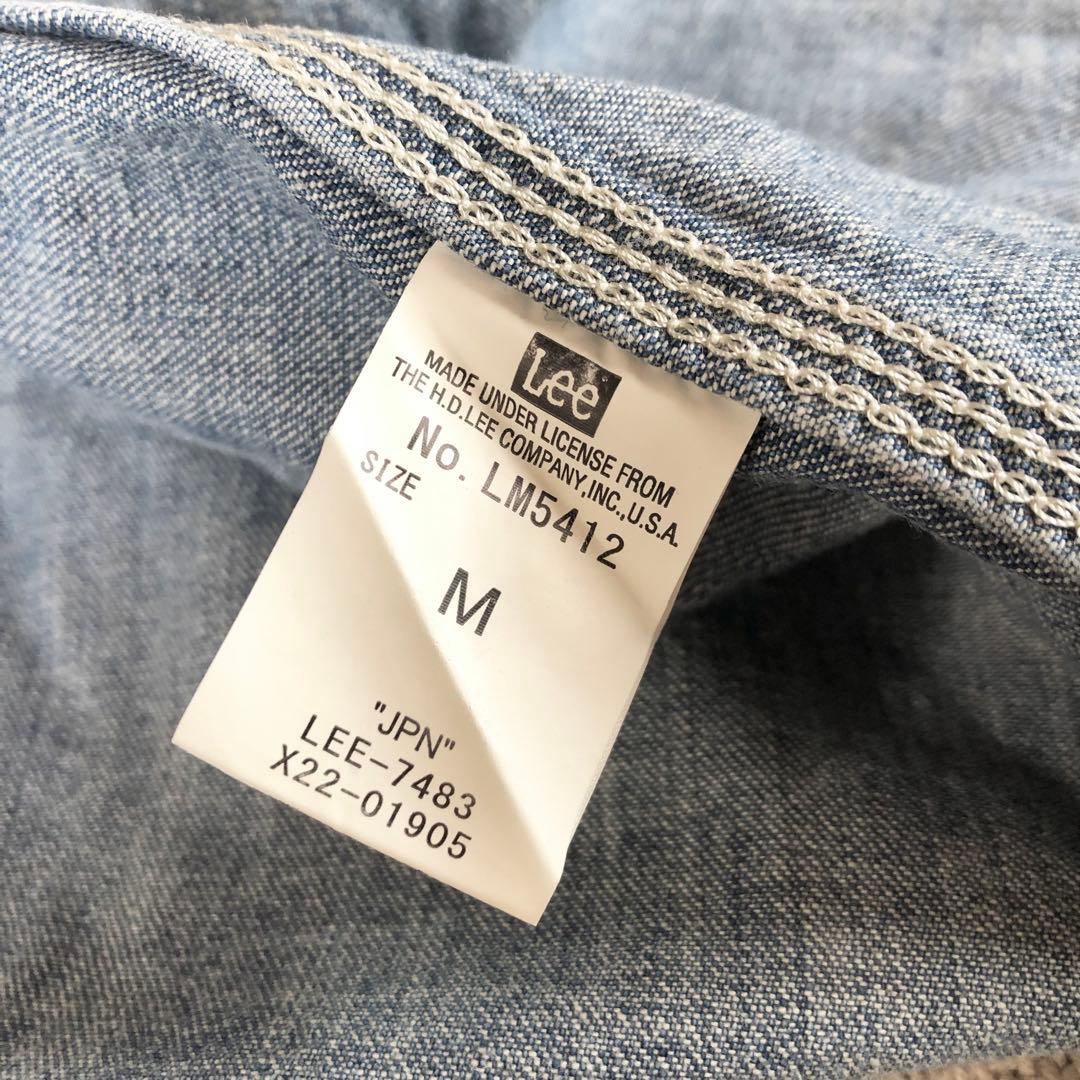 Lee
MADE UNDER LICENSE FROM
THE H.D.LEE COMPANY,INC.,U.S.A.
No. LM5412
SIZE
M
"JPN"
LEE-7483
X22-01905